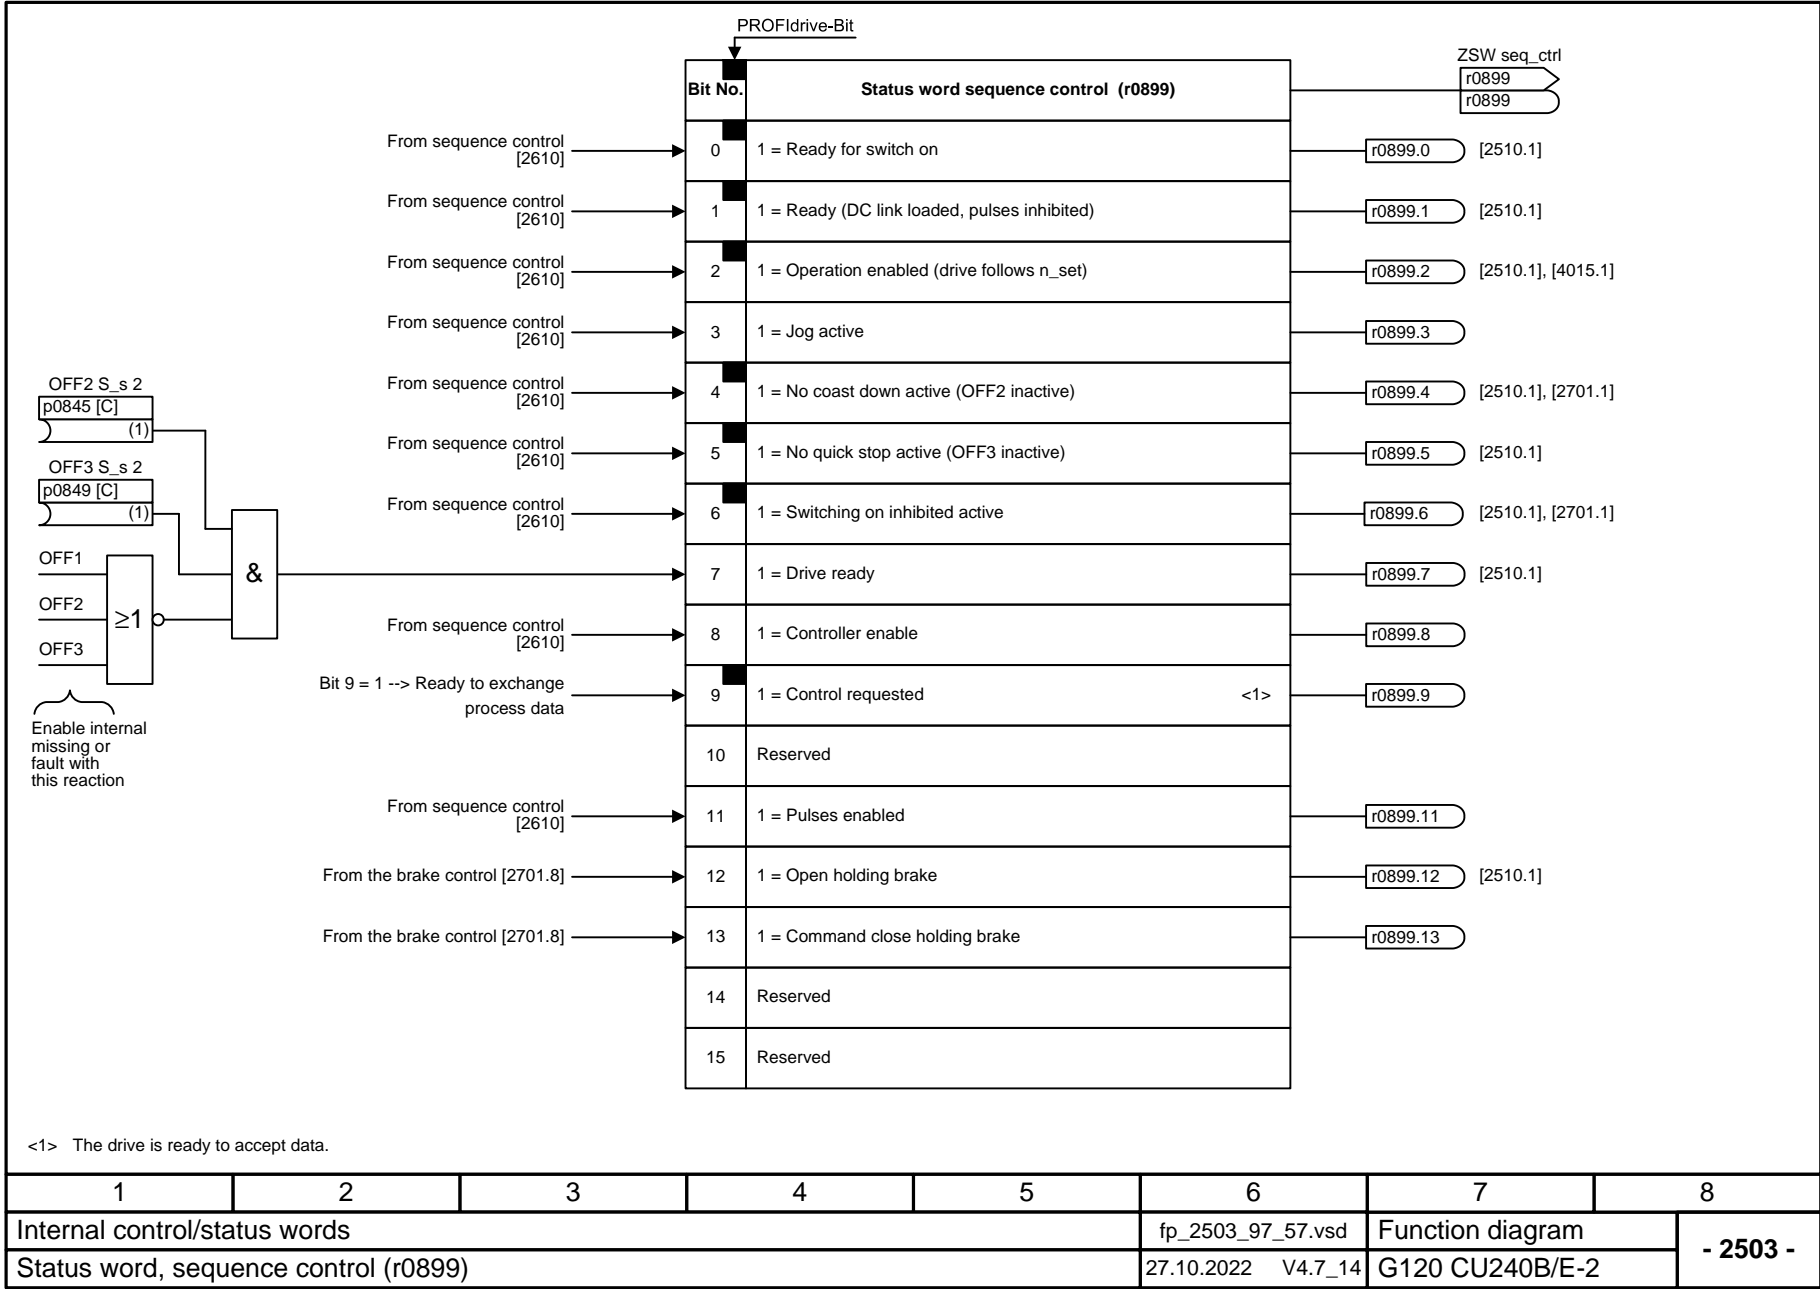 PROFIdrive-Bit
ZSW seq_ctrl
r0899
r0899
Bit No.
Status word sequence control (r0899)
From sequence control
[2610]
0
1 = Ready for switch on
r0899.0
[2510.1]
From sequence control
[2610]
1
1 = Ready (DC link loaded, pulses inhibited)
r0899.1
[2510.1]
From sequence control
[2610]
2
1 = Operation enabled (drive follows n_set)
r0899.2
[2510.1], [4015.1]
From sequence control
[2610]
3
1 = Jog active
r0899.3
From sequence control
[2610]
4
1 = No coast down active (OFF2 inactive)
r0899.4
[2510.1], [2701.1]
From sequence control
[2610]
5
1 = No quick stop active (OFF3 inactive)
r0899.5
[2510.1]
From sequence control
[2610]
6
1 = Switching on inhibited active
r0899.6
[2510.1], [2701.1]
OFF2 S_s 2
p0845 [C]
(1)
OFF3 S_s 2
p0849 [C]
(1)
OFF1
OFF2
OFF3
≥1
&
Enable internal
missing or
fault with
this reaction
7
1 = Drive ready
r0899.7
[2510.1]
From sequence control
[2610]
8
1 = Controller enable
r0899.8
Bit 9 = 1 --> Ready to exchange
process data
9
1 = Control requested <1>
r0899.9
10
Reserved
From sequence control
[2610]
11
1 = Pulses enabled
r0899.11
From the brake control [2701.8]
12
1 = Open holding brake
r0899.12
[2510.1]
From the brake control [2701.8]
13
1 = Command close holding brake
r0899.13
14
Reserved
15
Reserved
<1> The drive is ready to accept data.
1 2 3 4 5 6 7 8
Internal control/status words
fp_2503_97_57.vsd
Function diagram
- 2503 -
Status word, sequence control (r0899)
27.10.2022 V4.7_14
G120 CU240B/E-2